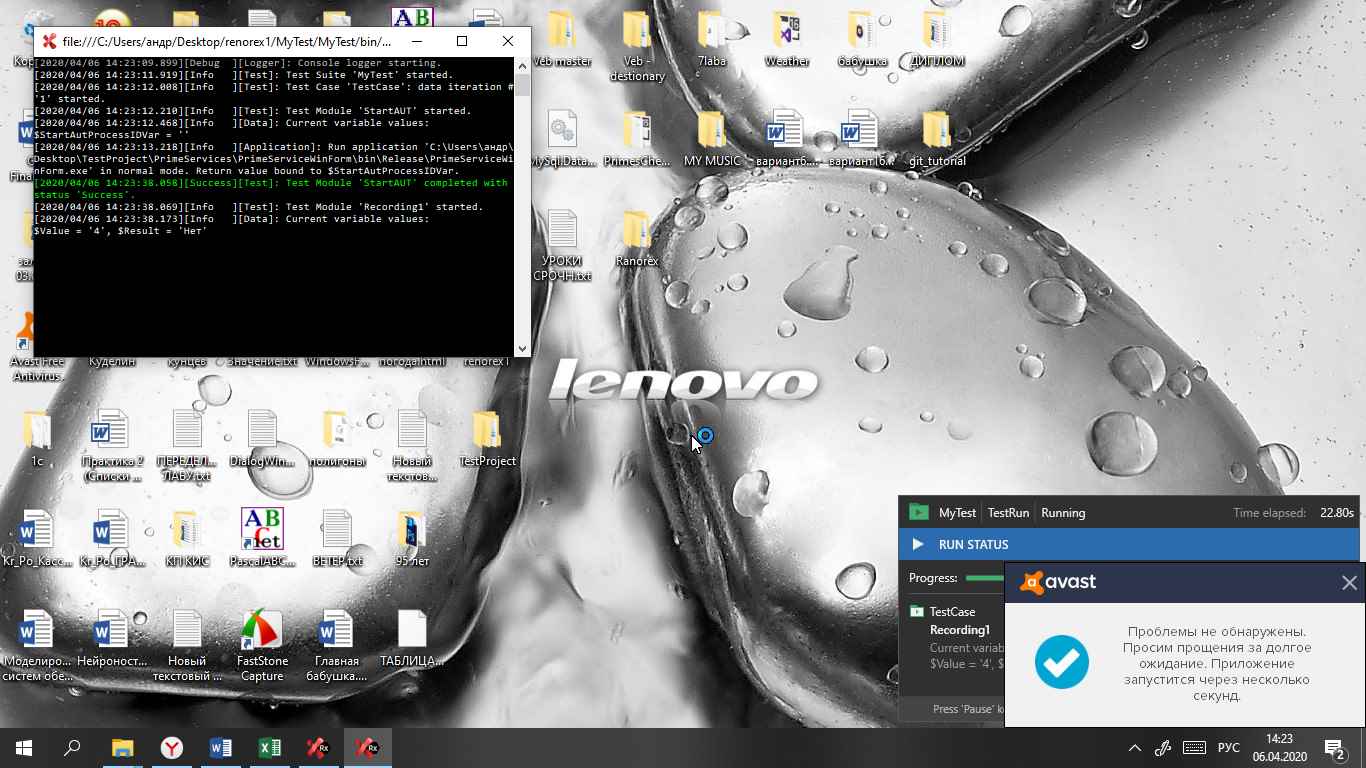 file:///C:/Users/андр/Desktop/renorex1/MyTest/MyTest/bin/...
[2020/04/06 14:23:09.899][Debug  ][Logger]: Console logger starting.
[2020/04/06 14:23:11.919][Info   ][Test]: Test Suite 'MyTest' started.
[2020/04/06 14:23:12.008][Info   ][Test]: Test Case 'TestCase': data iteration #
'1' started.
[2020/04/06 14:23:12.210][Info   ][Test]: Test Module 'StartAUT' started.
[2020/04/06 14:23:12.468][Info   ][Data]: Current variable values:
$StartAutProcessIDVar = ''
[2020/04/06 14:23:13.218][Info   ][Application]: Run application 'C:\Users\андр\
Desktop\TestProject\PrimeServices\PrimeServiceWinForm\bin\Release\PrimeServiceWi
nForm.exe' in normal mode. Return value bound to $StartAutProcessIDVar.
[2020/04/06 14:23:38.058][Success][Test]: Test Module 'StartAUT' completed with
status 'Success'.
[2020/04/06 14:23:38.069][Info   ][Test]: Test Module 'Recording1' started.
[2020/04/06 14:23:38.173][Info   ][Data]: Current variable values:
$Value = '4', $Result = 'Нет'
Veb master
Veb -
destionary
7laba
Weather
бабушка
ДИПЛОМ
MySql.Data...
PrimesChe...
MY MUSIC
вариант6...
вариант16...
git_tutorial
УРОКИ
СРОЧН.txt
Ranorex
Avast Free
Antivirus
Куделин
кунцев
Значение.txt
WindowsF...
погода.html
renorex1
lenovo
1с
Практика 2
(Списки ...
ПЕРЕДЕЛ...
ЛАБУ.txt
DialogWin...
полигоны
Новый
текстов...
TestProject
Kr_Po_Kacc...
Kr_Po_ГРА...
КП КИС
PascalABC...
ВЕТЕР.txt
95 лет
Моделиро...
систем обе...
Нейроност...
Новый
текстовый ...
FastStone
Capture
Главная
бабушка....
ТАБЛИЦА...
MyTest
TestRun
Running
Time elapsed:
22.80s
RUN STATUS
Progress:
TestCase
Recording1
Current variab
$Value = '4', $
Press 'Pause' k
avast
Проблемы не обнаружены.
Просим прощения за долгое
ожидание. Приложение
запустится через несколько
секунд.
РУС
14:23
06.04.2020
2